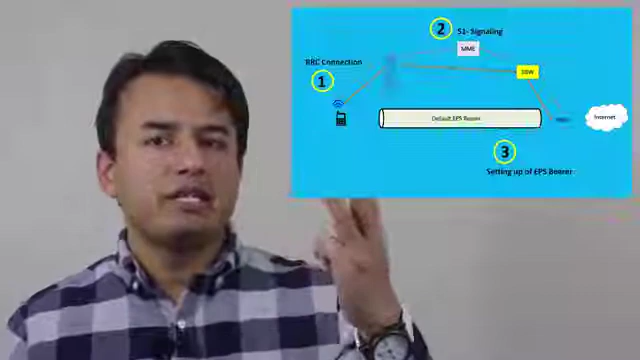 2
S1- Signaling
MME
RRC Connection
1
SGW
Default EPS Bearer
Internet
3
Setting up of EPS Bearer